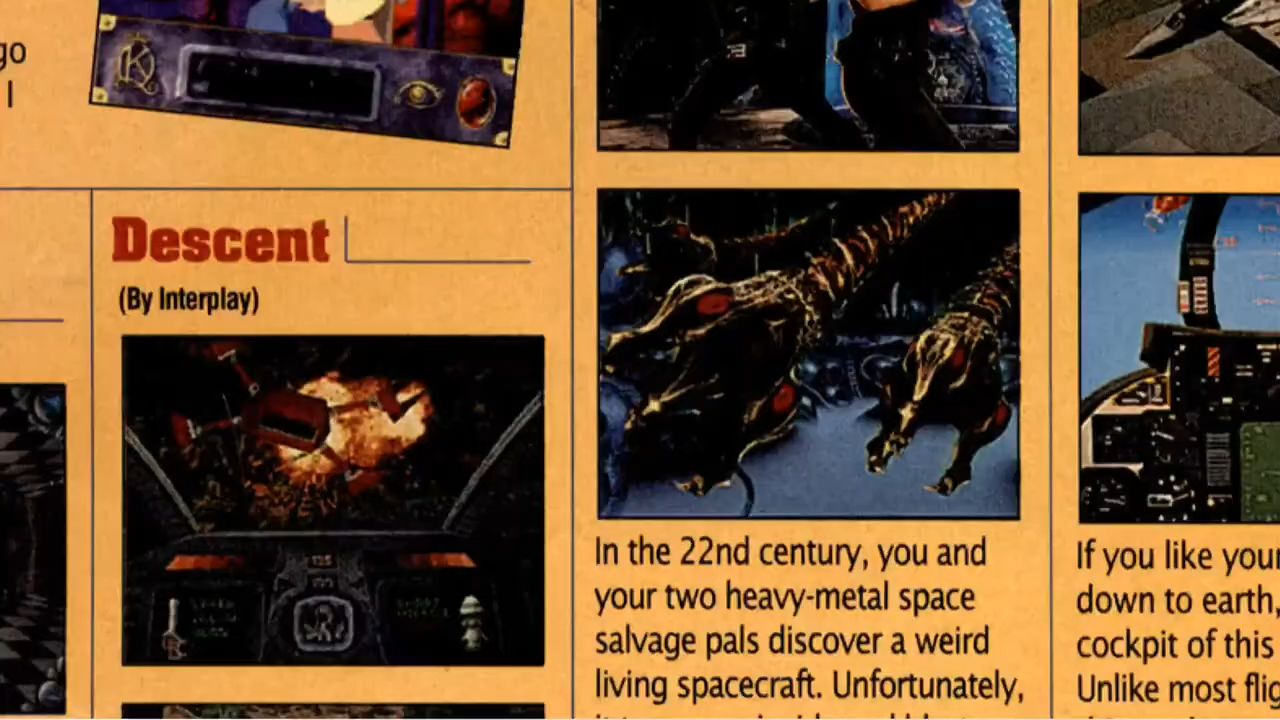 go
I
Descent
(By Interplay)
In the 22nd century, you and
your two heavy-metal space
salvage pals discover a weird
living spacecraft. Unfortunately,
If you like your
down to earth,
cockpit of this
Unlike most flig